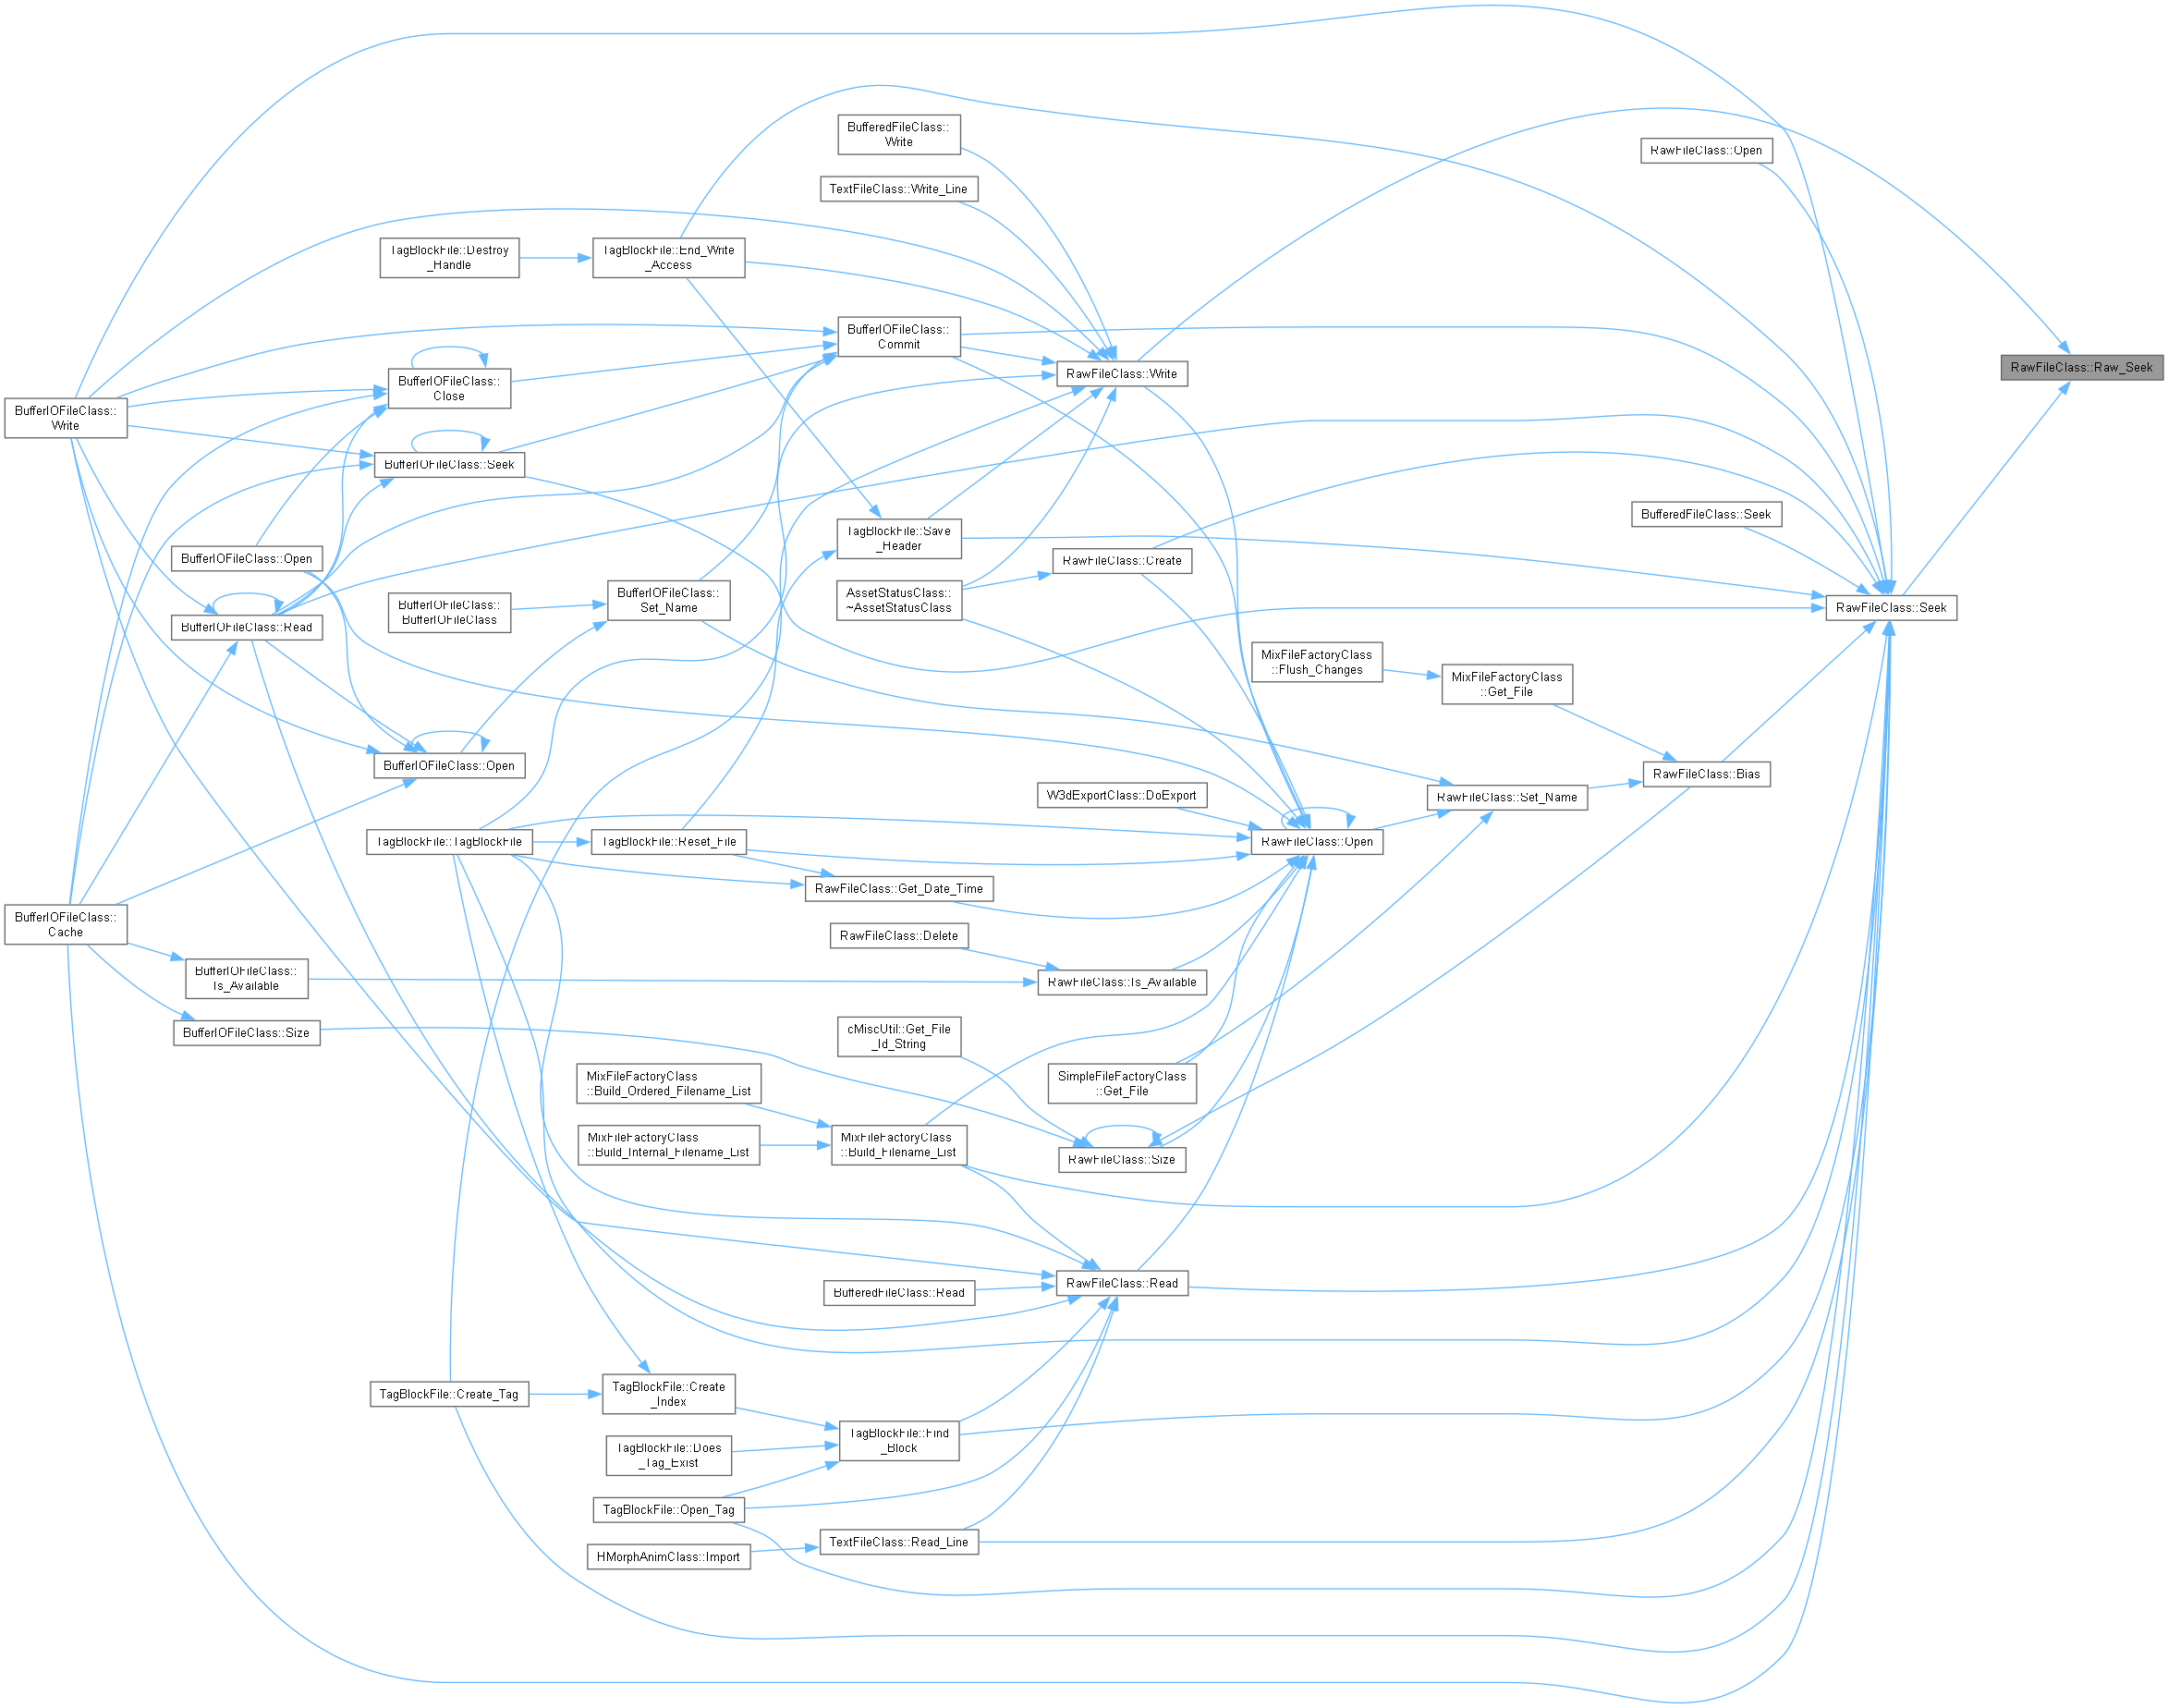 BufferedFileClass::
Write
RawFileClass::Open
TextFileClass::Write_Line
TagBlockFile::Destroy
_Handle
TagBlockFile::End_Write
_Access
BufferIOFileClass::
Commit
RawFileClass::Write
RawFileClass::Raw_Seek
BufferIOFileClass::
Close
BufferIOFileClass::
Write
BufferIOFileClass::Seek
BufferedFileClass::Seek
TagBlockFile::Save
_Header
BufferIOFileClass::Open
RawFileClass::Create
BufferIOFileClass::
Set_Name
BufferIOFileClass::
BufferIOFileClass
AssetStatusClass::
~AssetStatusClass
RawFileClass::Seek
BufferIOFileClass::Read
MixFileFactoryClass
::Flush_Changes
MixFileFactoryClass
::Get_File
BufferIOFileClass::Open
RawFileClass::Bias
W3dExportClass::DoExport
RawFileClass::Set_Name
TagBlockFile::TagBlockFile
TagBlockFile::Reset_File
RawFileClass::Open
RawFileClass::Get_Date_Time
BufferIOFileClass::
Cache
RawFileClass::Delete
BufferIOFileClass::
Is_Available
RawFileClass::Is_Available
BufferIOFileClass::Size
cMiscUtil::Get_File
_Id_String
MixFileFactoryClass
::Build_Ordered_Filename_List
SimpleFileFactoryClass
::Get_File
MixFileFactoryClass
::Build_Internal_Filename_List
MixFileFactoryClass
::Build_Filename_List
RawFileClass::Size
RawFileClass::Read
BufferedFileClass::Read
TagBlockFile::Create_Tag
TagBlockFile::Create
_Index
TagBlockFile::Find
_Block
TagBlockFile::Does
_Tag_Exist
TagBlockFile::Open_Tag
TextFileClass::Read_Line
HMorphAnimClass::Import